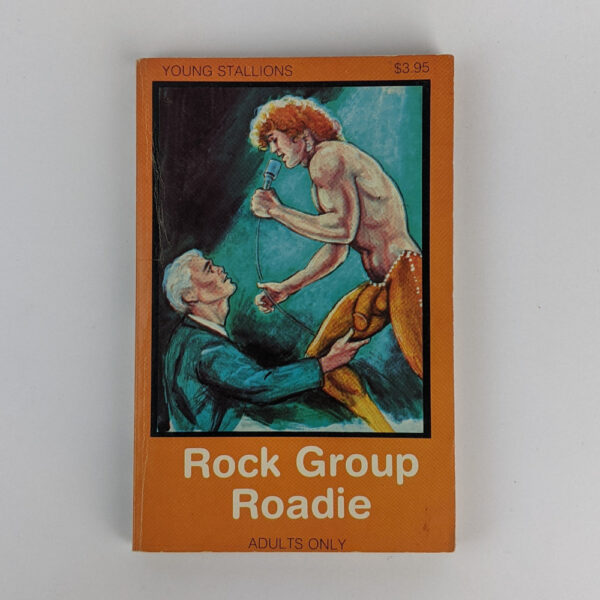 YOUNG STALLIONS $3.95
Rock Group
Roadie
ADULTS ONLY